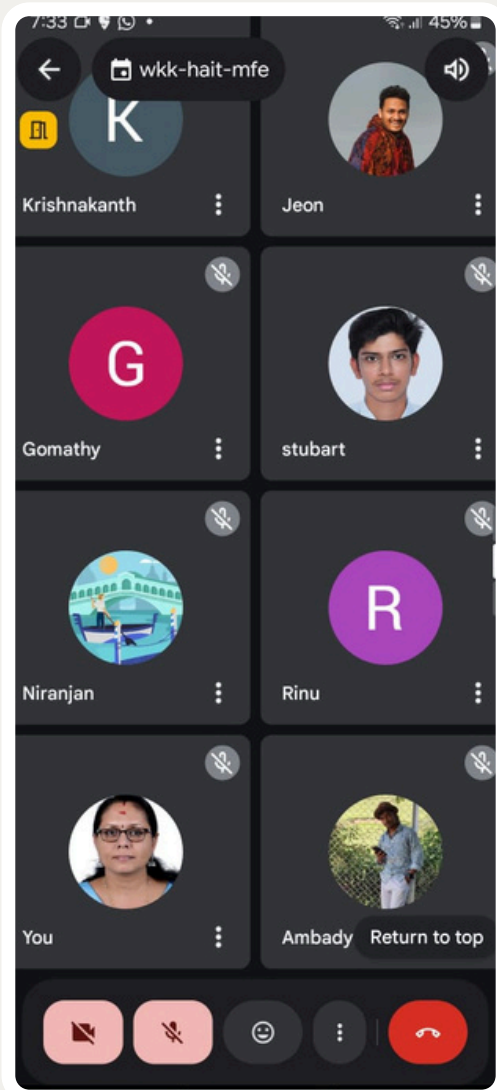 7:33 45%
wkk-hait-mfe
K
Krishnakanth Jeon
G
Gomathy stubart
R
Niranjan Rinu
You Ambady Return to top